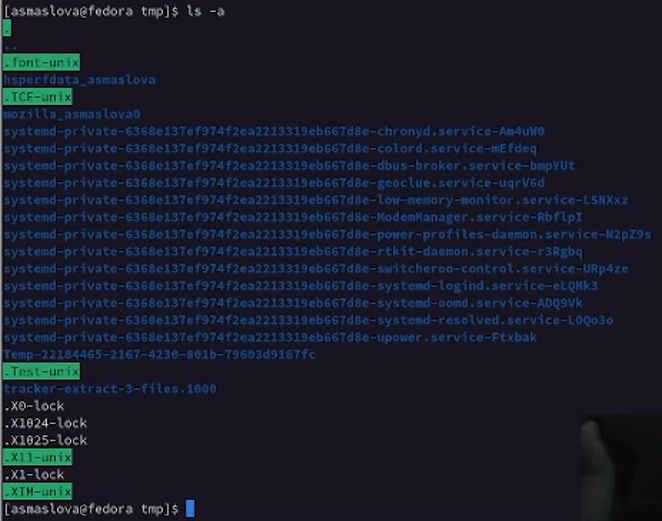 [asmaslova@fedora tmp]$ ls -a
.
..
.font-unix
hsperfdata_asmaslova
.ICE-unix
mozilla_asmaslova0
systemd-private-6368e137ef974f2ea2213319eb667d8e-chronyd.service-Am4uW0
systemd-private-6368e137ef974f2ea2213319eb667d8e-colord.service-mEfdeq
systemd-private-6368e137ef974f2ea2213319eb667d8e-dbus-broker.service-bmpYUt
systemd-private-6368e137ef974f2ea2213319eb667d8e-geoclue.service-uqrV6d
systemd-private-6368e137ef974f2ea2213319eb667d8e-low-memory-monitor.service-LSNXxz
systemd-private-6368e137ef974f2ea2213319eb667d8e-ModemManager.service-RbflpI
systemd-private-6368e137ef974f2ea2213319eb667d8e-power-profiles-daemon.service-N2pZ9s
systemd-private-6368e137ef974f2ea2213319eb667d8e-rtkit-daemon.service-r3Rgbq
systemd-private-6368e137ef974f2ea2213319eb667d8e-switcheroo-control.service-URp4ze
systemd-private-6368e137ef974f2ea2213319eb667d8e-systemd-logind.service-eLQMk3
systemd-private-6368e137ef974f2ea2213319eb667d8e-systemd-oomd.service-ADQ9Vk
systemd-private-6368e137ef974f2ea2213319eb667d8e-systemd-resolved.service-LOQo3o
systemd-private-6368e137ef974f2ea2213319eb667d8e-upower.service-Ftxbak
Temp-22184465-2167-4230-801b-79603d9187fc
.Test-unix
tracker-extract-3-files.1000
.X0-lock
.X1024-lock
.X1025-lock
.X11-unix
.X1-lock
.XIM-unix
[asmaslova@fedora tmp]$